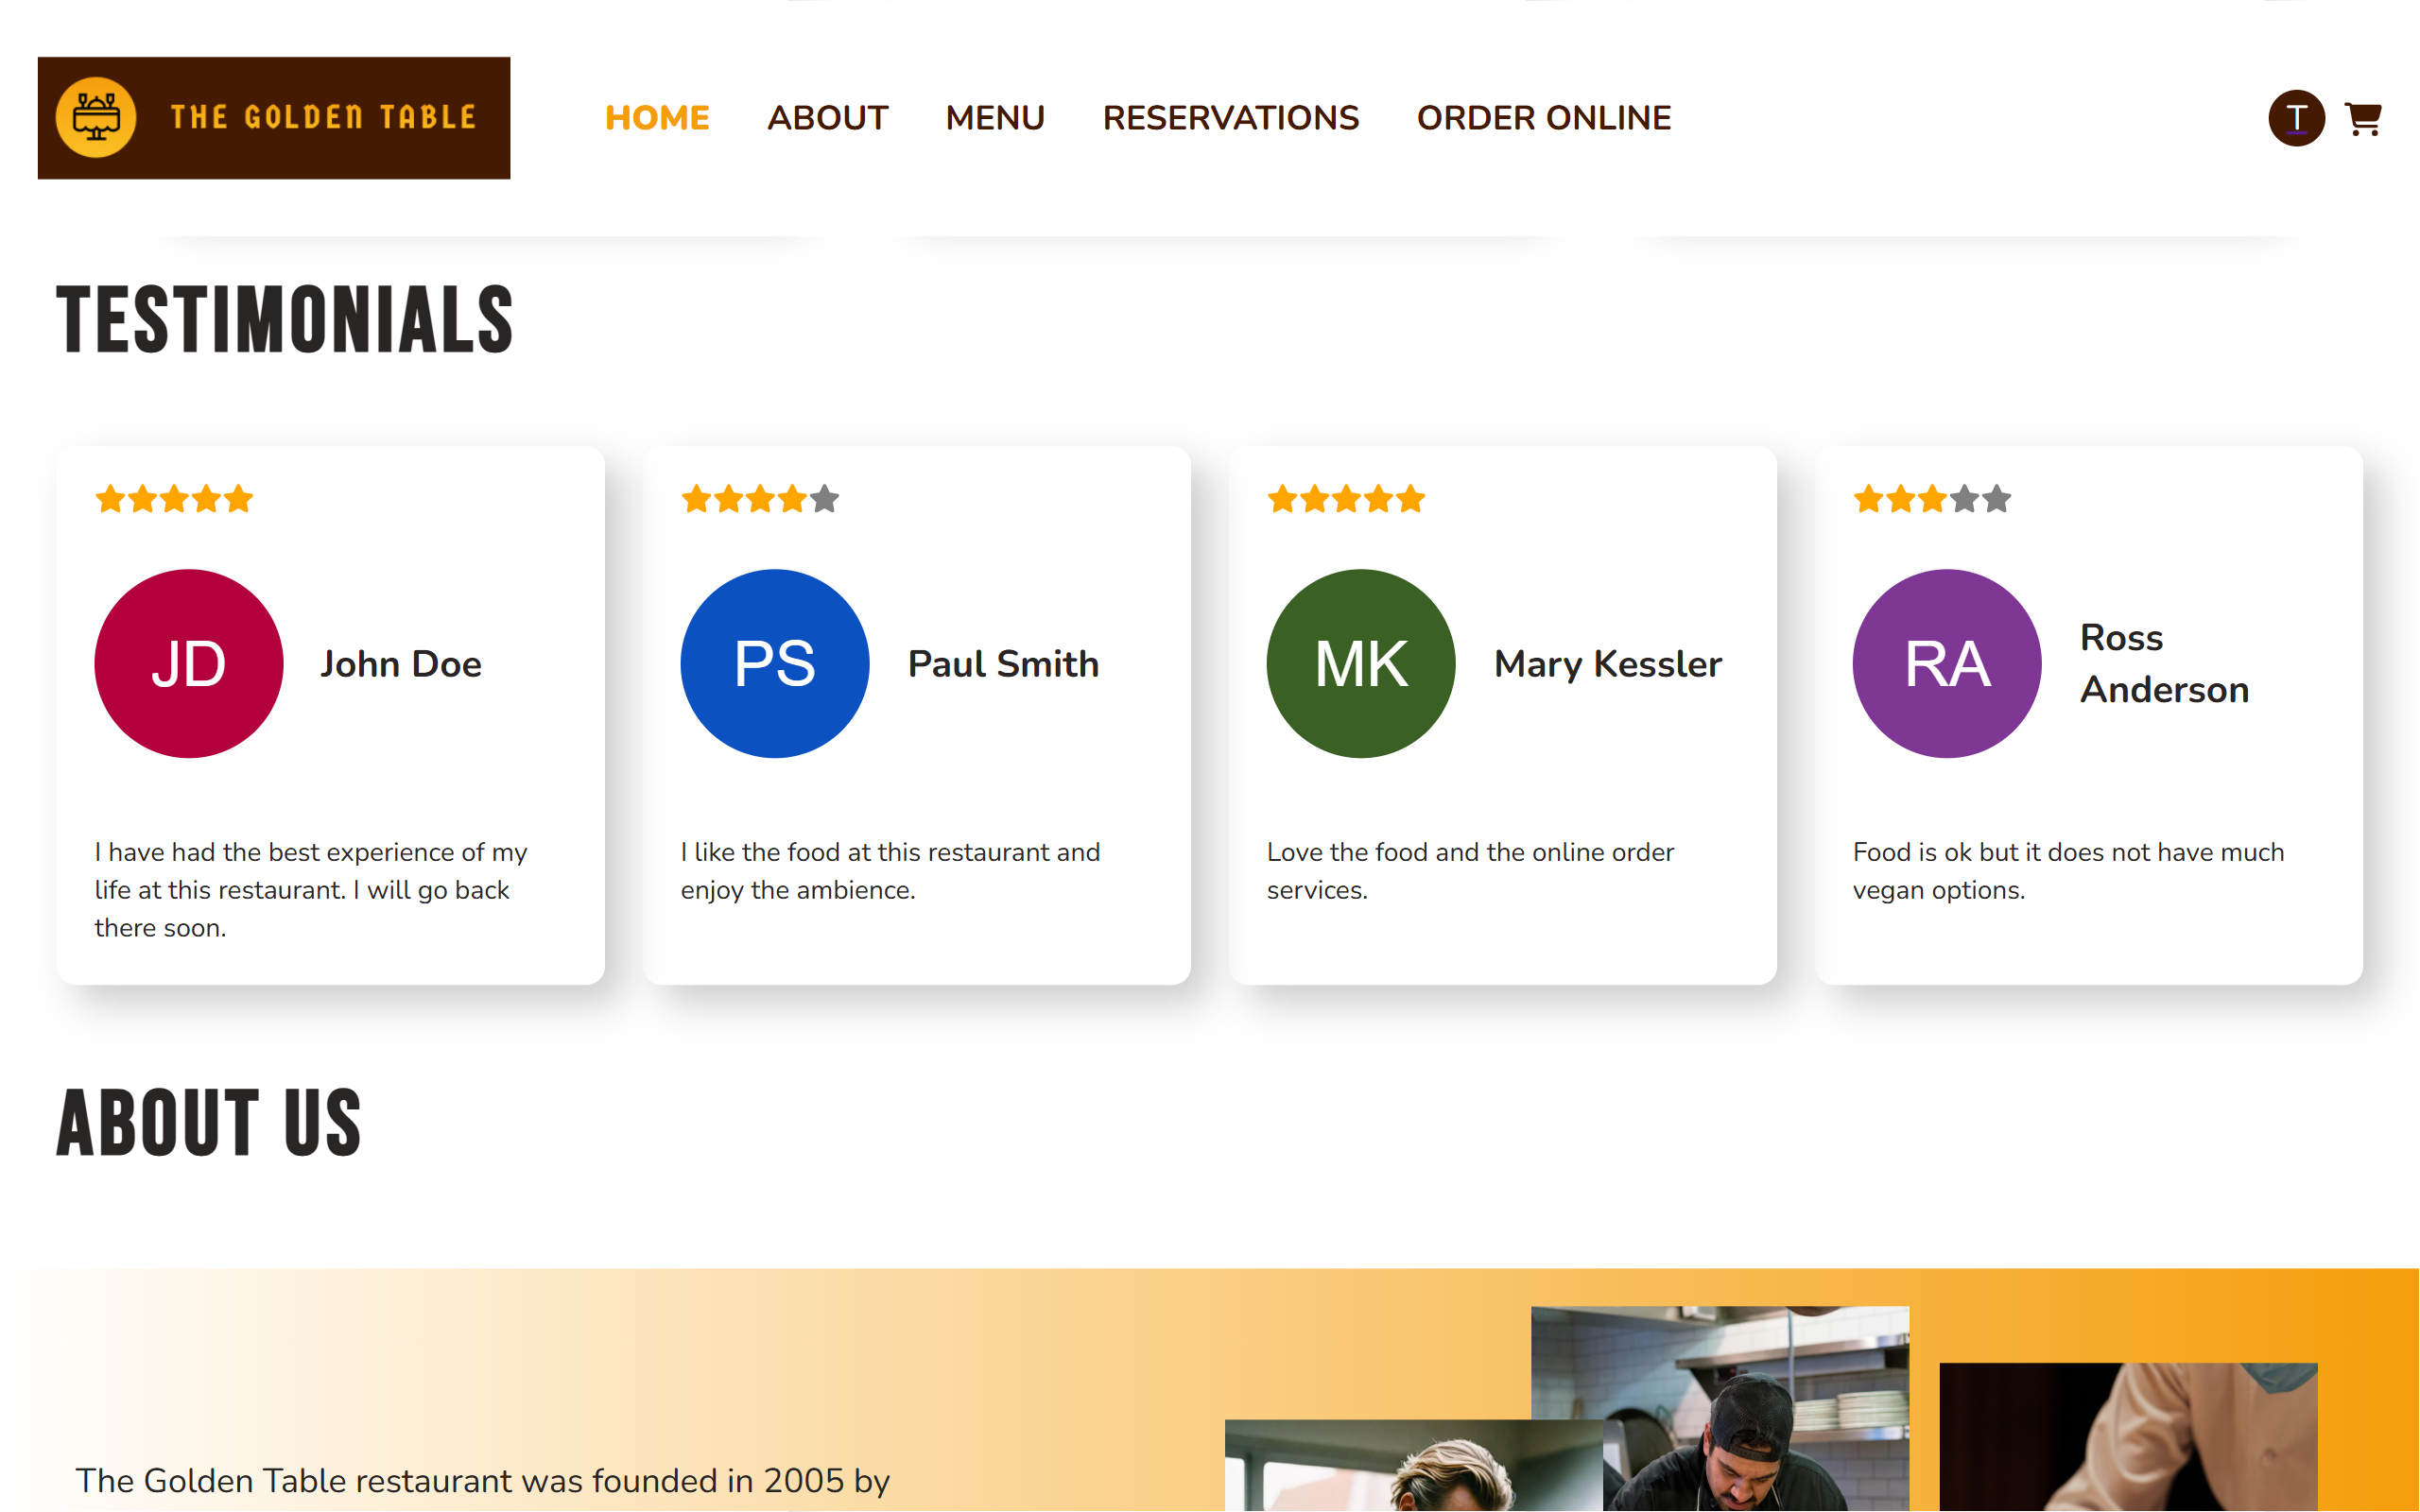 THE GOLDEN TABLE
HOME ABOUT MENU RESERVATIONS ORDER ONLINE
T
TESTIMONIALS
JD
John Doe
I have had the best experience of my
life at this restaurant. I will go back
there soon.
PS
Paul Smith
I like the food at this restaurant and
enjoy the ambience.
MK
Mary Kessler
Love the food and the online order
services.
RA
Ross
Anderson
Food is ok but it does not have much
vegan options.
ABOUT US
The Golden Table restaurant was founded in 2005 by